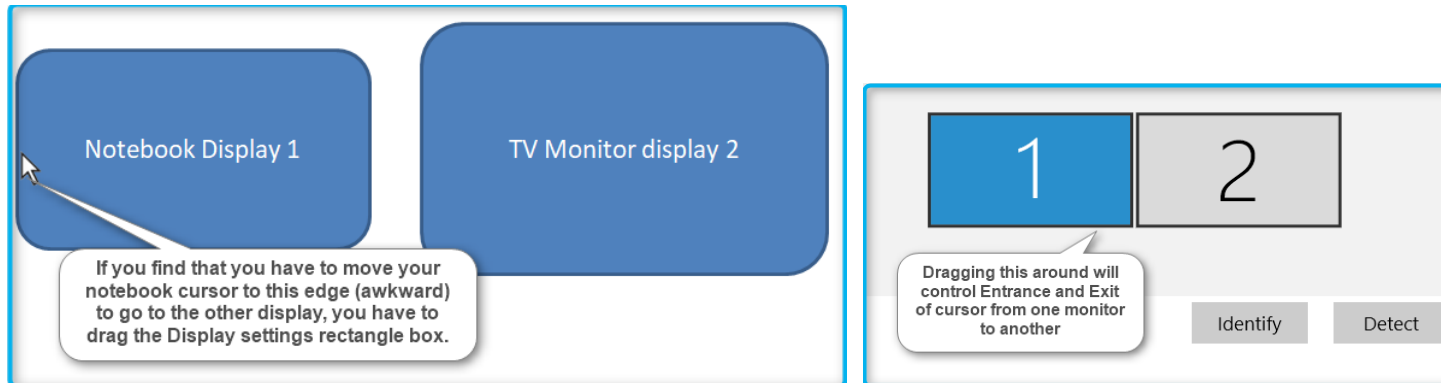 Notebook Display 1
TV Monitor display 2
If you find that you have to move your
notebook cursor to this edge (awkward)
to go to the other display, you have to
drag the Display settings rectangle box.
1
2
Dragging this around will
control Entrance and Exit
of cursor from one monitor
to another
Identify
Detect